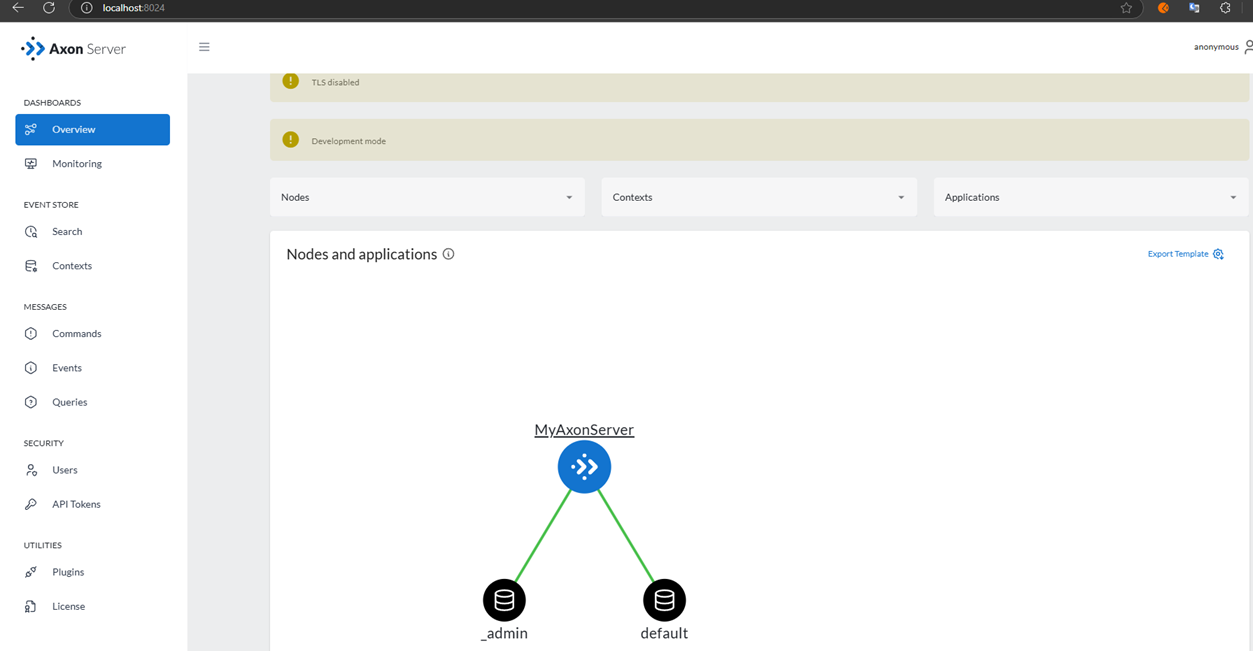 localhost:8024
Axon Server
anonymous
DASHBOARDS
Overview
Monitoring
EVENT STORE
Search
Contexts
MESSAGES
Commands
Events
Queries
SECURITY
Users
API Tokens
UTILITIES
Plugins
License
TLS disabled
Development mode
Nodes
Contexts
Applications
Nodes and applications
Export Template
MyAxonServer
_admin
default